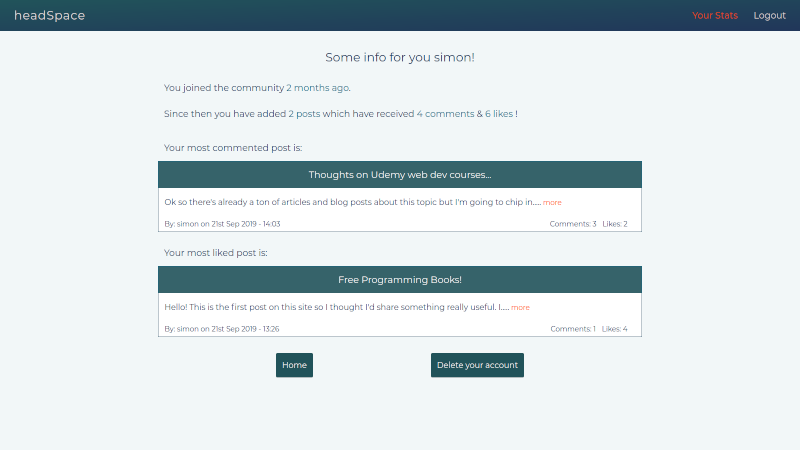 headSpace
Your Stats Logout
Some info for you simon!
You joined the community 2 months ago.
Since then you have added 2 posts which have received 4 comments & 6 likes !
Your most commented post is:
Thoughts on Udemy web dev courses...
Ok so there's already a ton of articles and blog posts about this topic but I'm going to chip in..... more
By: simon on 21st Sep 2019 - 14:03 Comments: 3 Likes: 2
Your most liked post is:
Free Programming Books!
Hello! This is the first post on this site so I thought I'd share something really useful. I..... more
By: simon on 21st Sep 2019 - 13:26 Comments: 1 Likes: 4
Home Delete your account